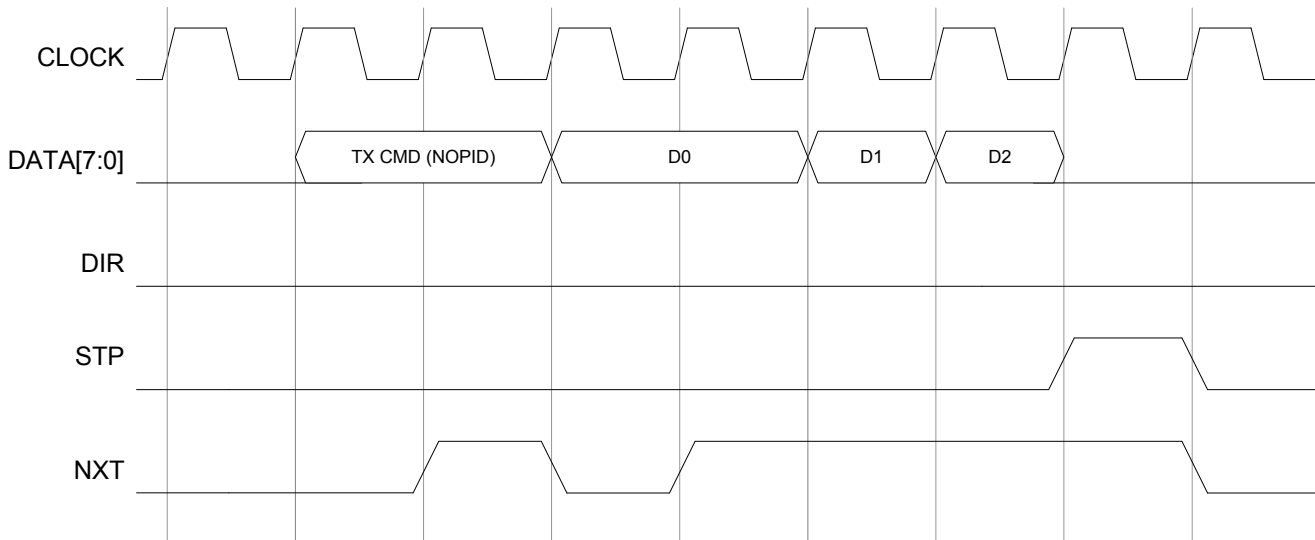 CLOCK
DATA[7:0]
TX CMD (NOPID)
D0
D1
D2
DIR
STP
NXT